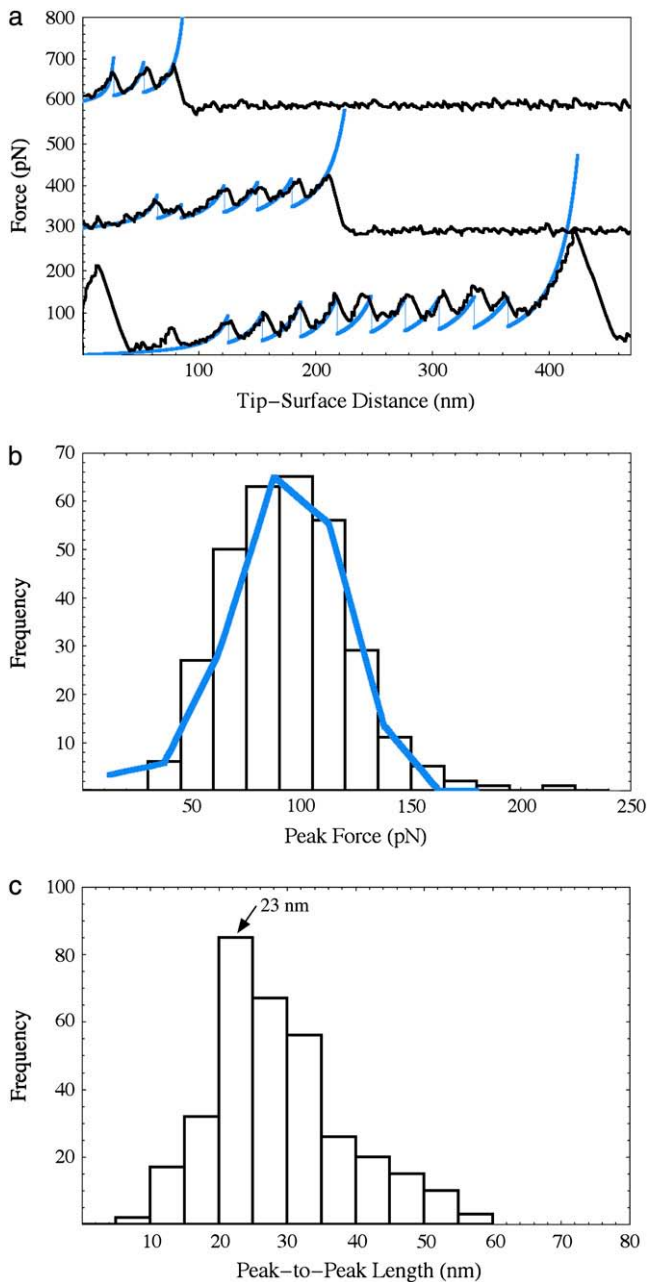 a
800
700
600
500
400
300
200
100
Force (pN)
100 200 300 400
Tip–Surface Distance (nm)
b
70
60
50
40
30
20
10
Frequency
50 100 150 200 250
Peak Force (pN)
c
100
80
60
40
20
Frequency
23 nm
10 20 30 40 50 60 70 80
Peak–to–Peak Length (nm)